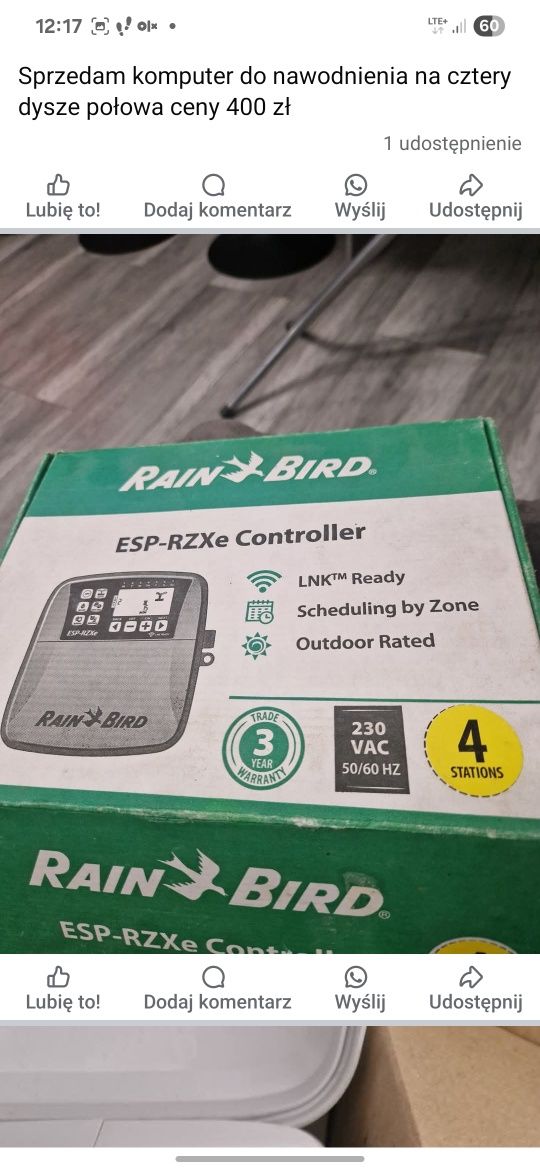 12:17
LTE+
60
Sprzedam komputer do nawodnienia na cztery
dysze połowa ceny 400 zł
1 udostępnienie
Lubię to! Dodaj komentarz Wyślij Udostępnij
RAIN BIRD®
ESP-RZXe Controller
LNK™ Ready
Scheduling by Zone
Outdoor Rated
ESP-RZXe
RAIN BIRD
TRADE
3
YEAR
WARRANTY
230
VAC
50/60 HZ
4
STATIONS
RAIN BIRD®
ESP-RZXe
Lubię to! Dodaj komentarz Wyślij Udostępnij